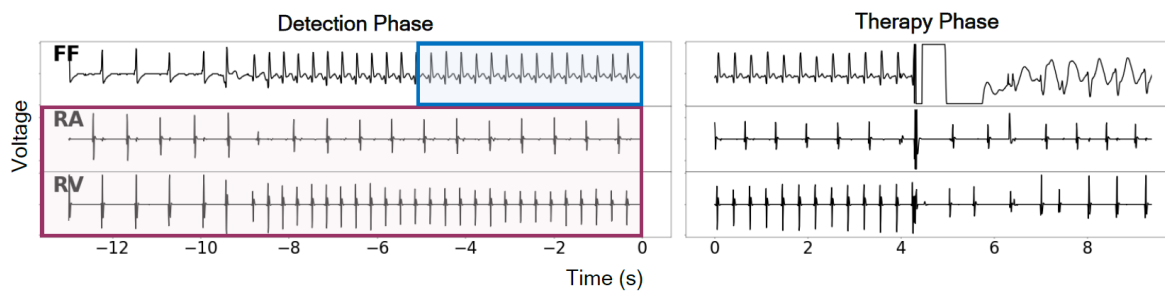 Detection Phase
Therapy Phase
FF
RA
RV
Voltage
−12 −10 −8 −6 −4 −2 0
0 2 4 6 8
Time (s)